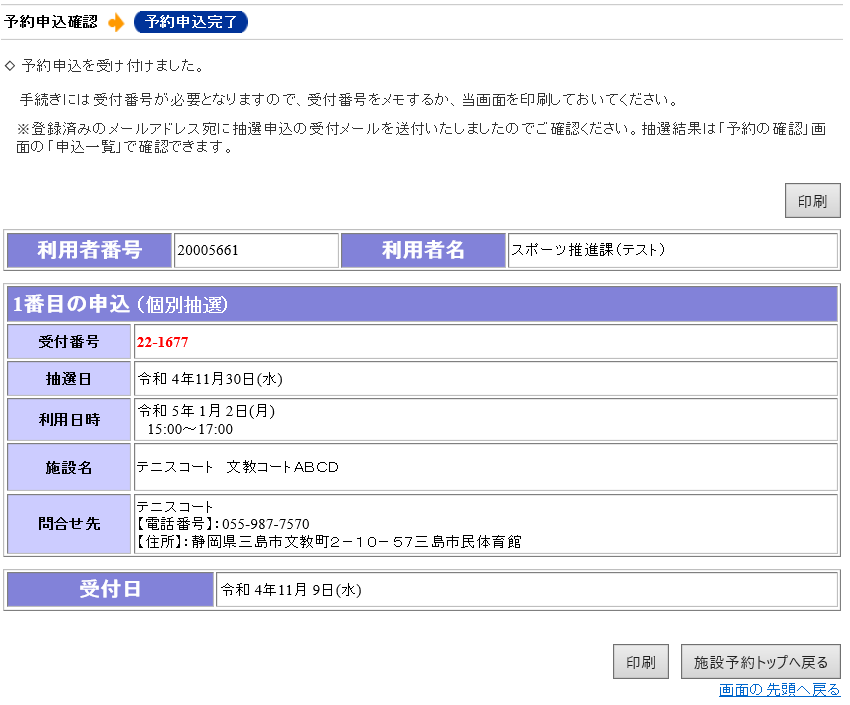 予約申込確認 予約申込完了
◇ 予約申込を受け付けました。
手続きには受付番号が必要となりますので、受付番号をメモするか、当画面を印刷しておいてください。
※登録済みのメールアドレス宛に抽選申込の受付メールを送付いたしましたのでご確認ください。抽選結果は「予約の確認」画
面の「申込一覧」で確認できます。
印刷
利用者番号 20005661 利用者名 スポーツ推進課(テスト)
1番目の申込（個別抽選）
受付番号 22-1677
抽選日 令和 4年11月30日(水)
利用日時 令和 5年 1月 2日(月)
15:00～17:00
施設名 テニスコート　文教コートＡＢＣＤ
問合せ先 テニスコート
【電話番号】：055-987-7570
【住所】：静岡県三島市文教町２－１０－５７三島市民体育館
受付日 令和 4年11月 9日(水)
印刷 施設予約トップへ戻る
画面の先頭へ戻る